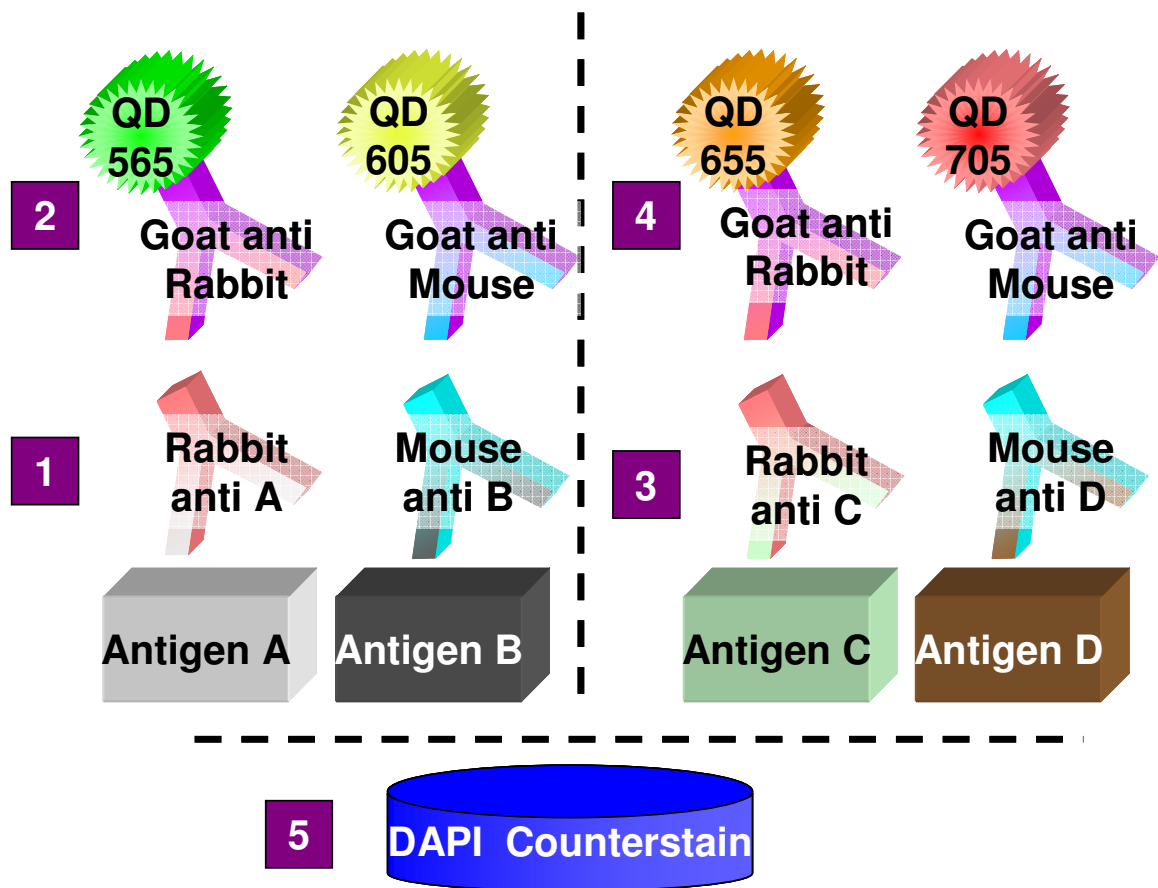 QD
565
QD
605
QD
655
QD
705
2
Goat anti
Rabbit
Goat anti
Mouse
4
Goat anti
Rabbit
Goat anti
Mouse
1
Rabbit
anti A
Mouse
anti B
3
Rabbit
anti C
Mouse
anti D
Antigen A
Antigen B
Antigen C
Antigen D
5
DAPI Counterstain